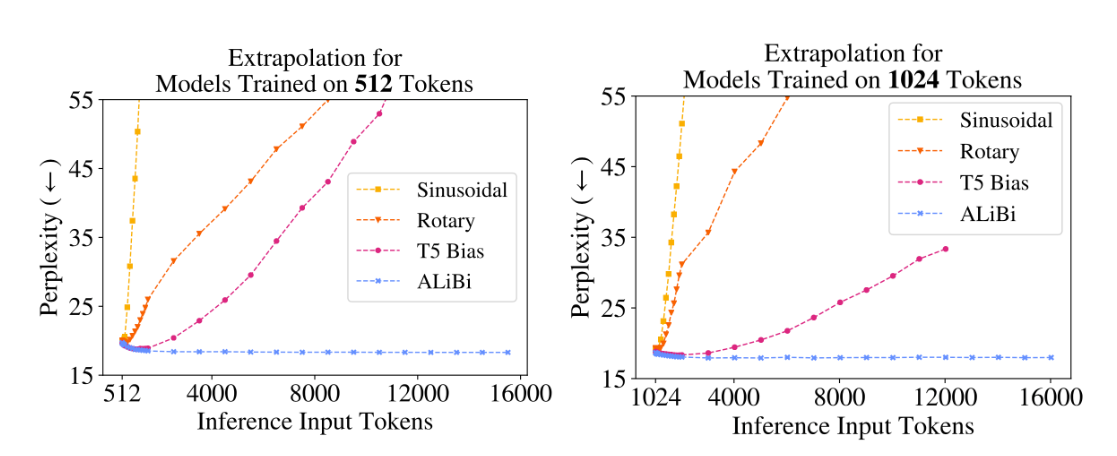 Extrapolation for
Models Trained on 512 Tokens
55
45
35
25
15
Perplexity (←)
Sinusoidal
Rotary
T5 Bias
ALiBi
512
4000
8000
12000
16000
Inference Input Tokens
Extrapolation for
Models Trained on 1024 Tokens
55
45
35
25
15
Perplexity (←)
Sinusoidal
Rotary
T5 Bias
ALiBi
1024
4000
8000
12000
16000
Inference Input Tokens